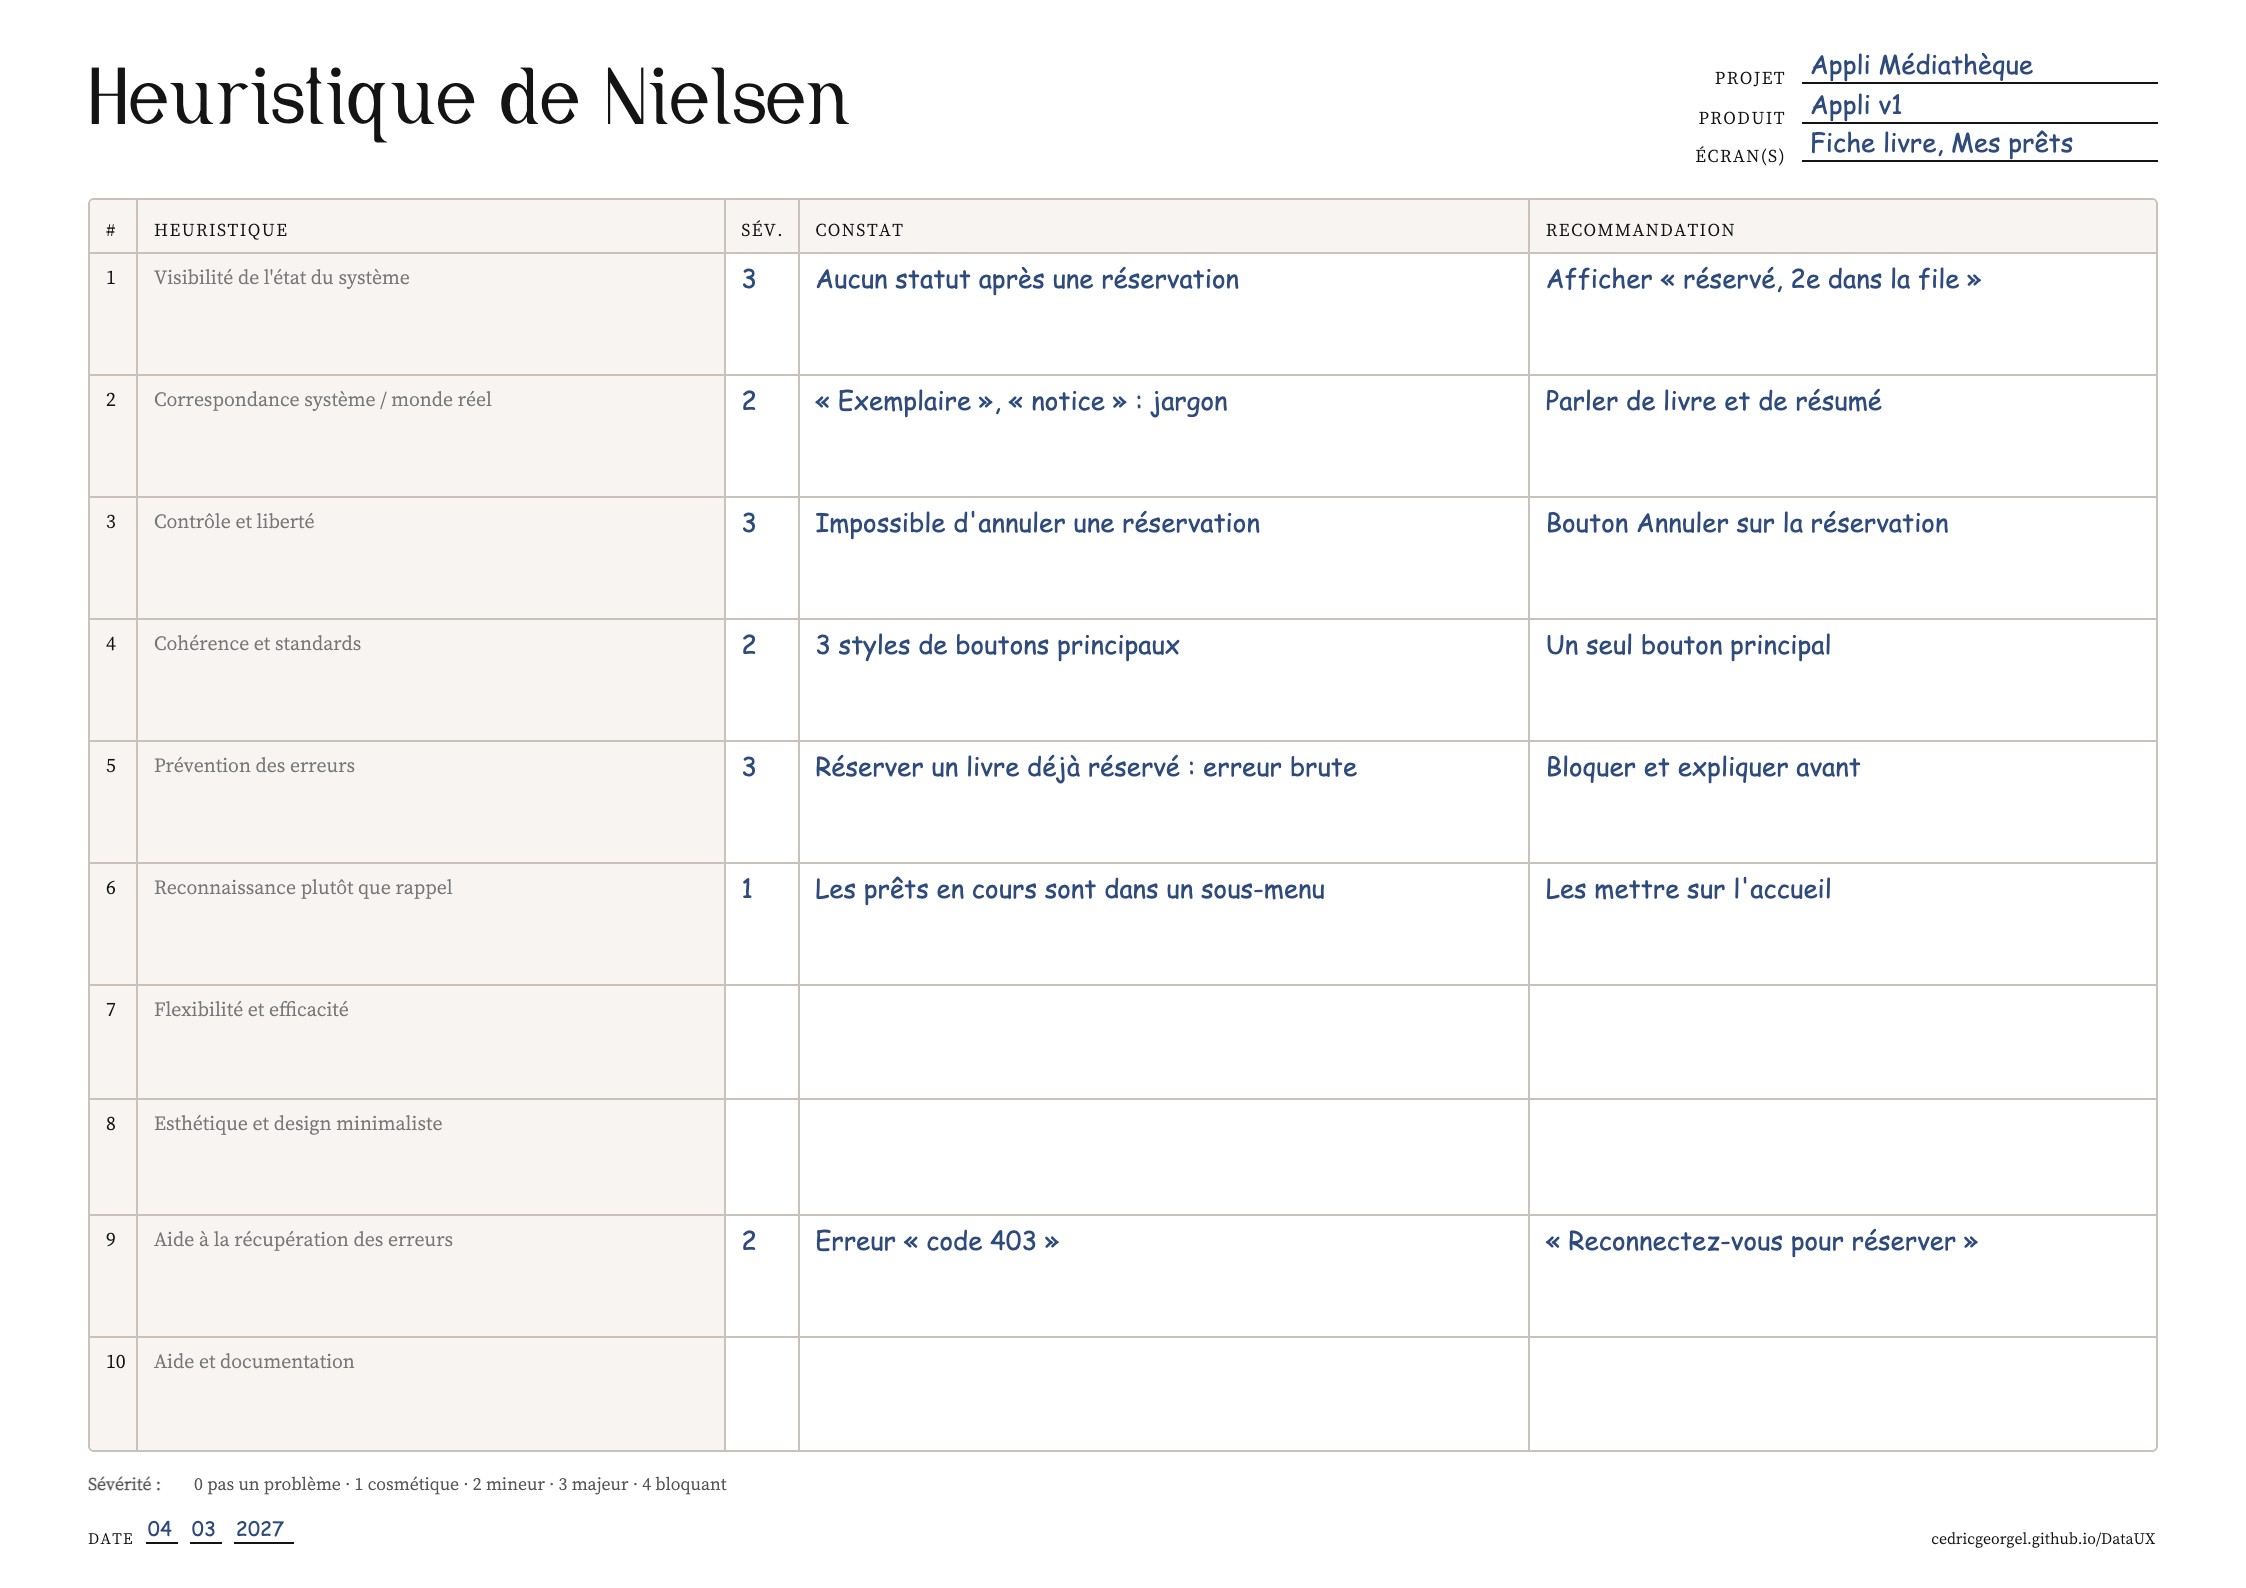 Heuristique de Nielsen
PROJET Appli Médiathèque
PRODUIT Appli v1
ÉCRAN(S) Fiche livre, Mes prêts
# HEURISTIQUE SÉV. CONSTAT RECOMMANDATION
1 Visibilité de l'état du système 3 Aucun statut après une réservation Afficher « réservé, 2e dans la file »
2 Correspondance système / monde réel 2 « Exemplaire », « notice » : jargon Parler de livre et de résumé
3 Contrôle et liberté 3 Impossible d'annuler une réservation Bouton Annuler sur la réservation
4 Cohérence et standards 2 3 styles de boutons principaux Un seul bouton principal
5 Prévention des erreurs 3 Réserver un livre déjà réservé : erreur brute Bloquer et expliquer avant
6 Reconnaissance plutôt que rappel 1 Les prêts en cours sont dans un sous-menu Les mettre sur l'accueil
7 Flexibilité et efficacité
8 Esthétique et design minimaliste
9 Aide à la récupération des erreurs 2 Erreur « code 403 » « Reconnectez-vous pour réserver »
10 Aide et documentation
Sévérité : 0 pas un problème · 1 cosmétique · 2 mineur · 3 majeur · 4 bloquant
DATE 04 03 2027
cedricgeorgel.github.io/DataUX